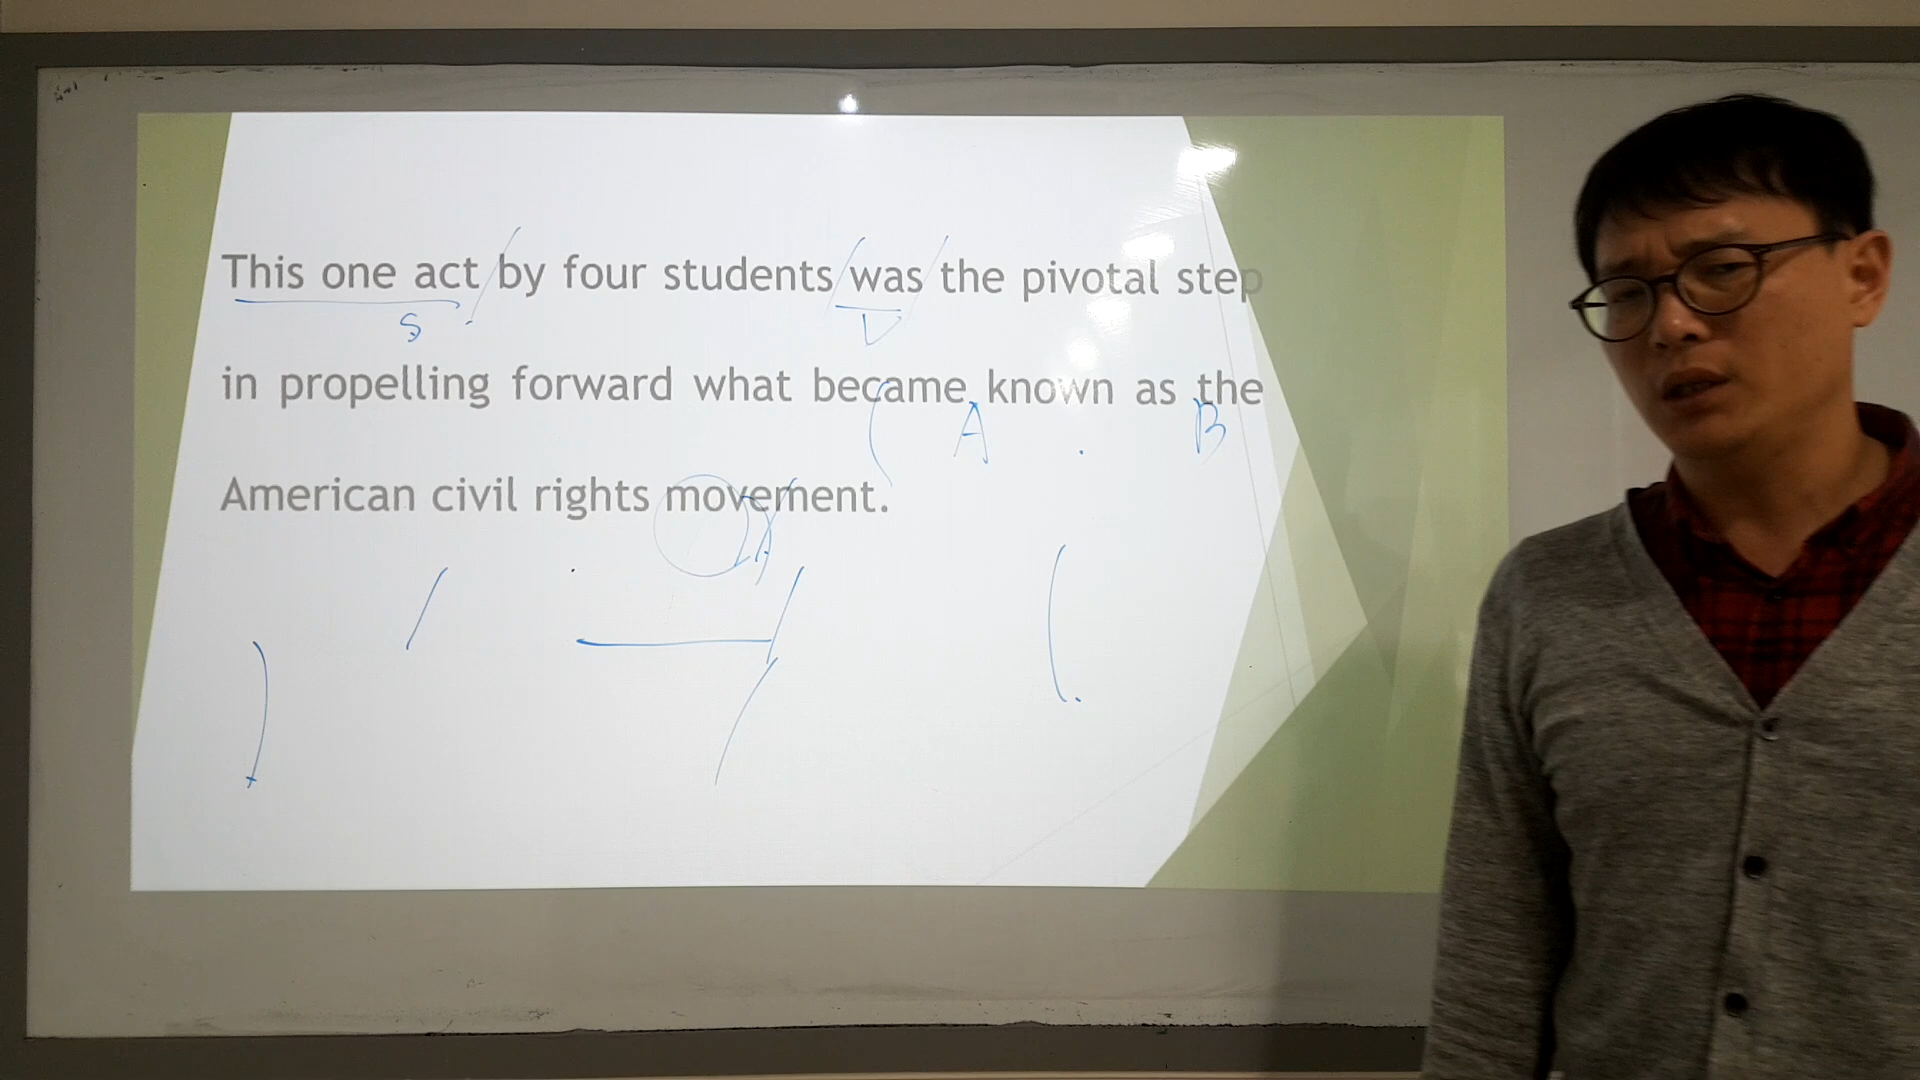 This one act by four students was the pivotal step
S V
in propelling forward what became known as the
A B
American civil rights movement.